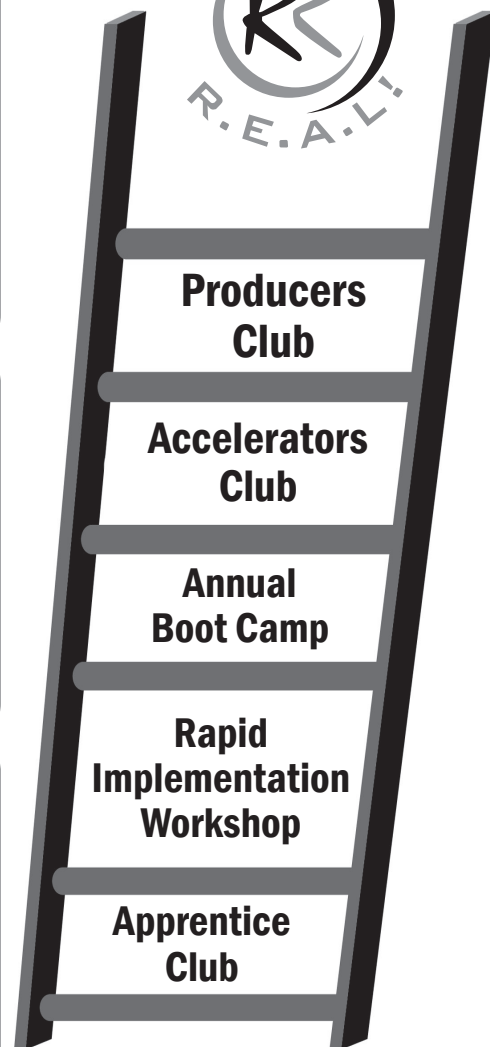 R.E.A.L!
Producers
Club
Accelerators
Club
Annual
Boot Camp
Rapid
Implementation
Workshop
Apprentice
Club